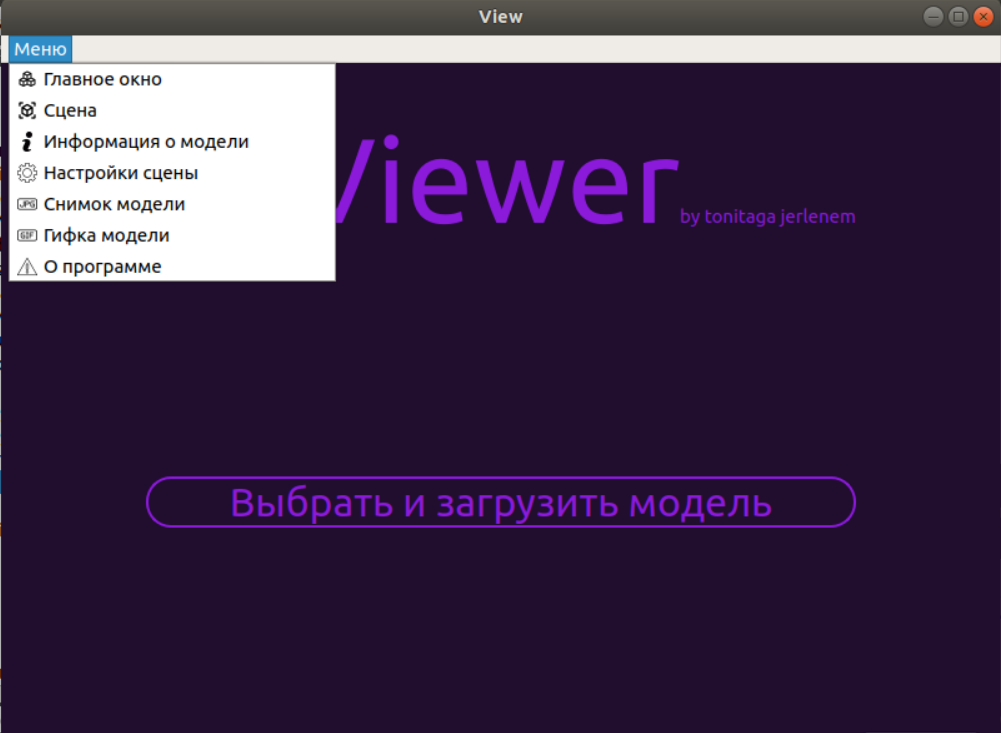 View
Меню
Главное окно
Сцена
Информация о модели
Настройки сцены
JPG Снимок модели
GIF Гифка модели
О программе
Viewer by tonitaga jerlenem
Выбрать и загрузить модель